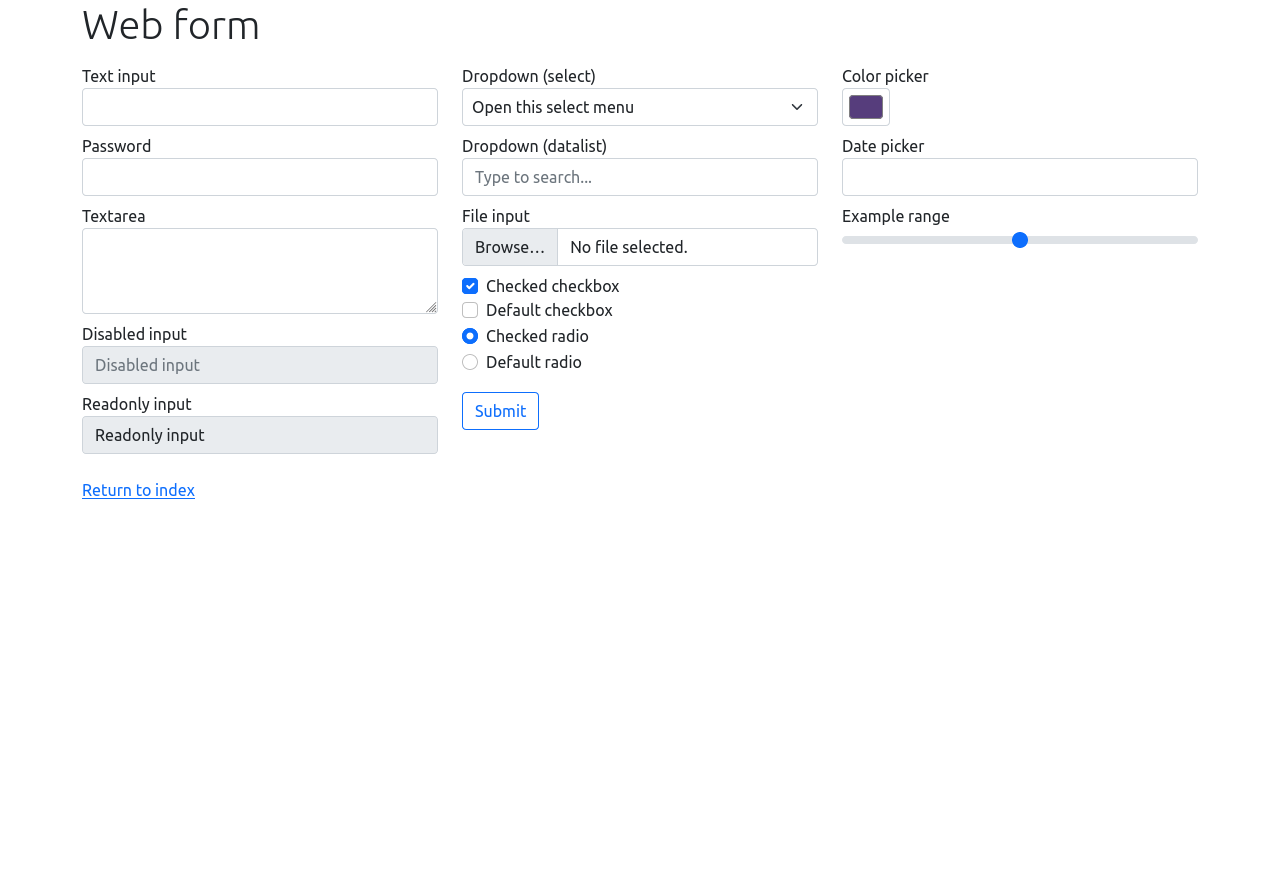 Web form
Text input
Password
Textarea
Disabled input
Disabled input
Readonly input
Readonly input
Dropdown (select)
Open this select menu
Dropdown (datalist)
Type to search...
File input
Browse… No file selected.
Checked checkbox
Default checkbox
Checked radio
Default radio
Submit
Color picker
Date picker
Example range
Return to index